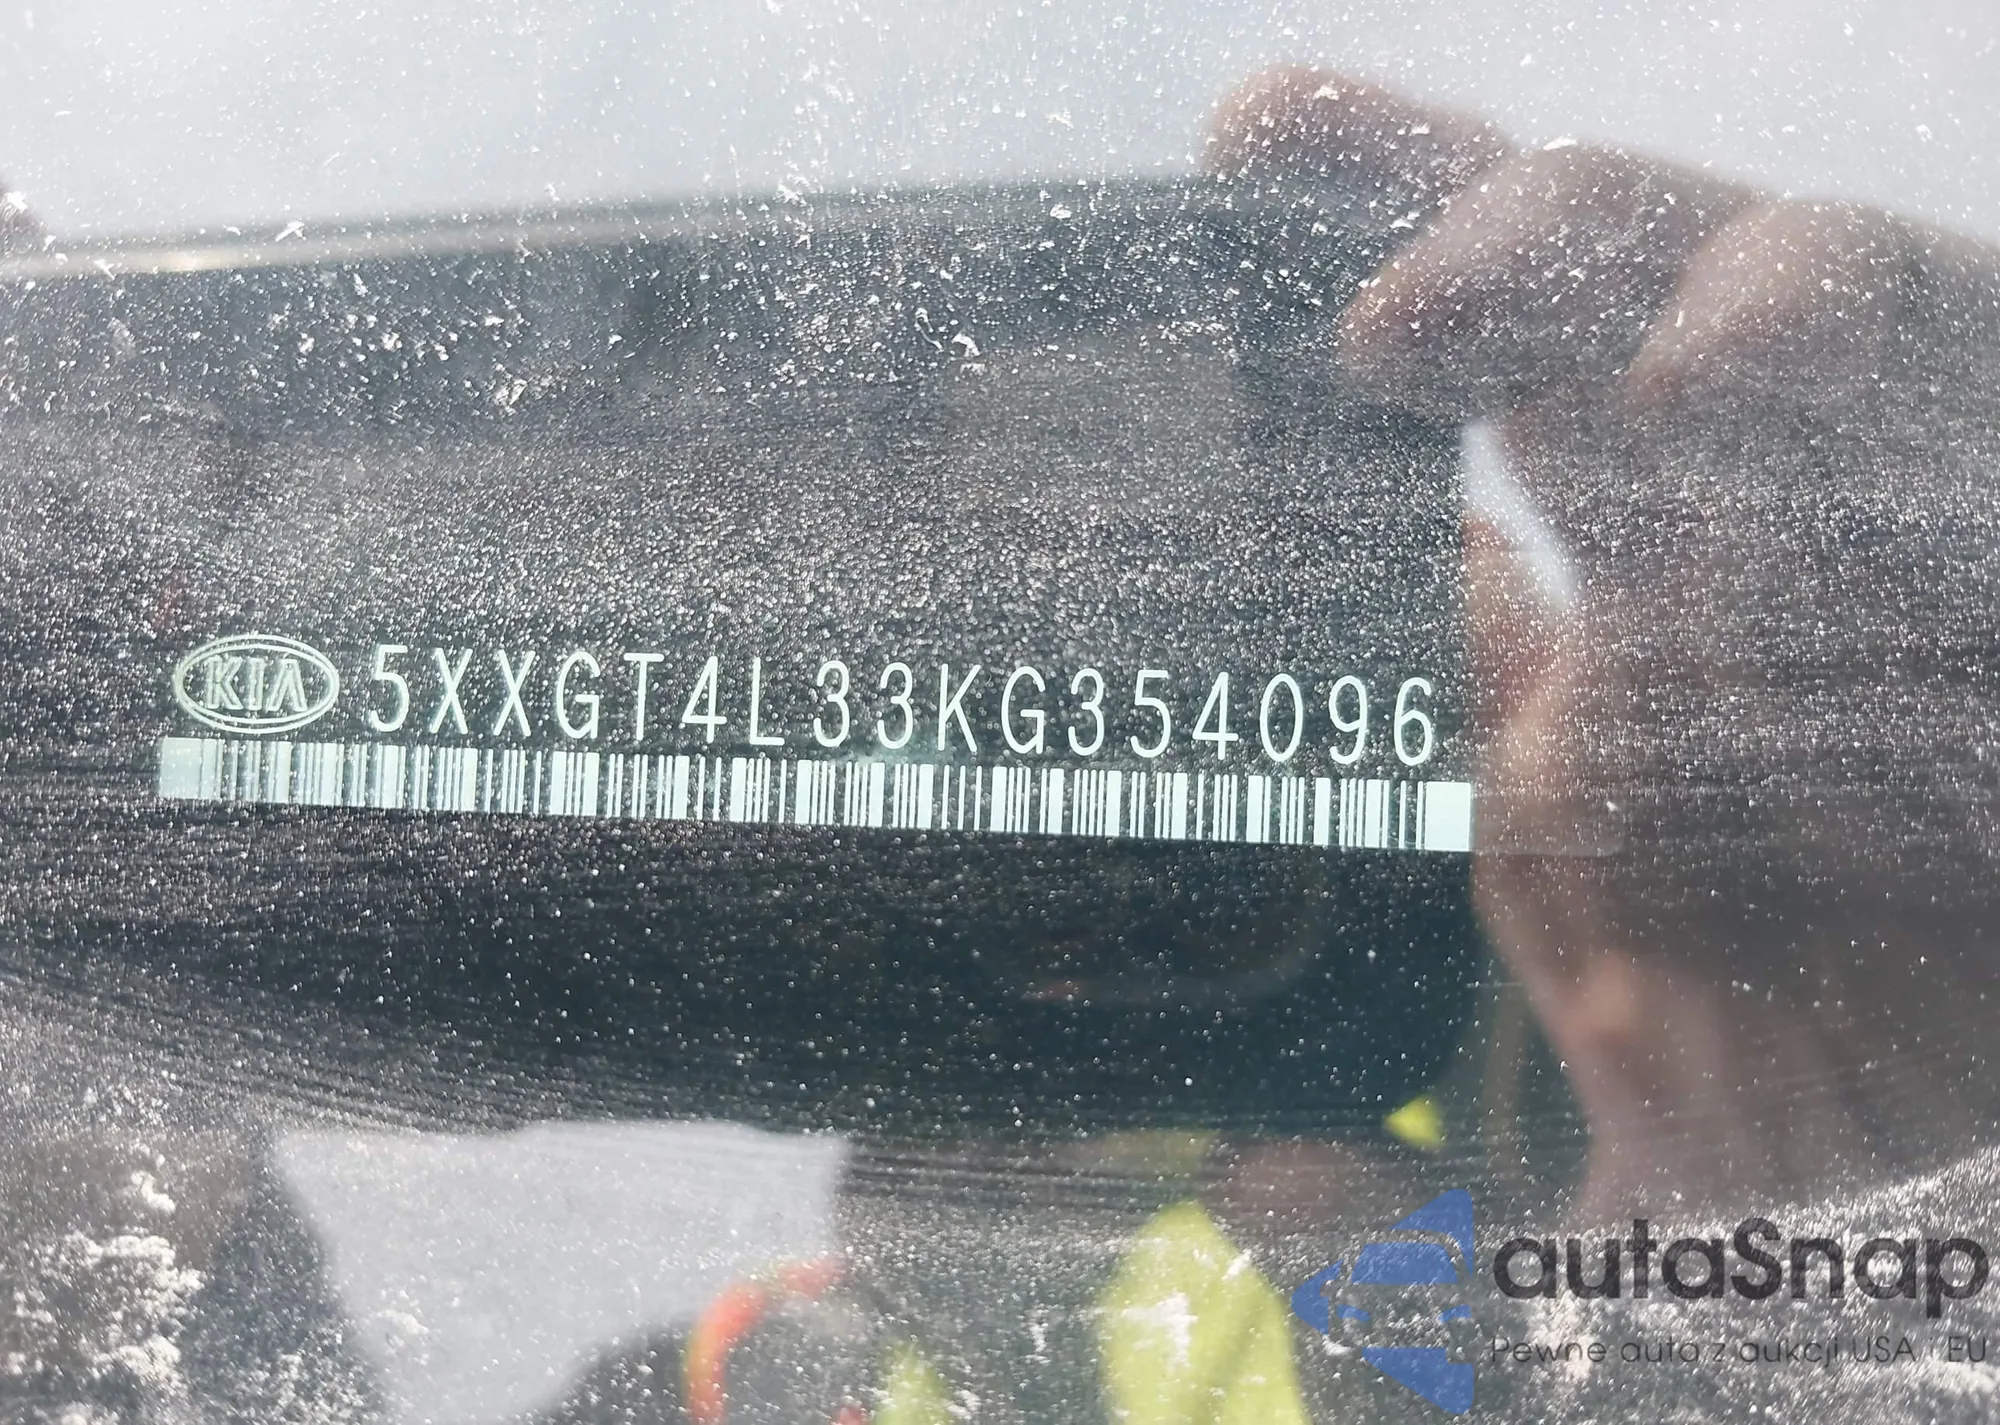 KIA 5XXGT4L33KG354096
autaSnap
Pewne auta z aukcji USA i EU